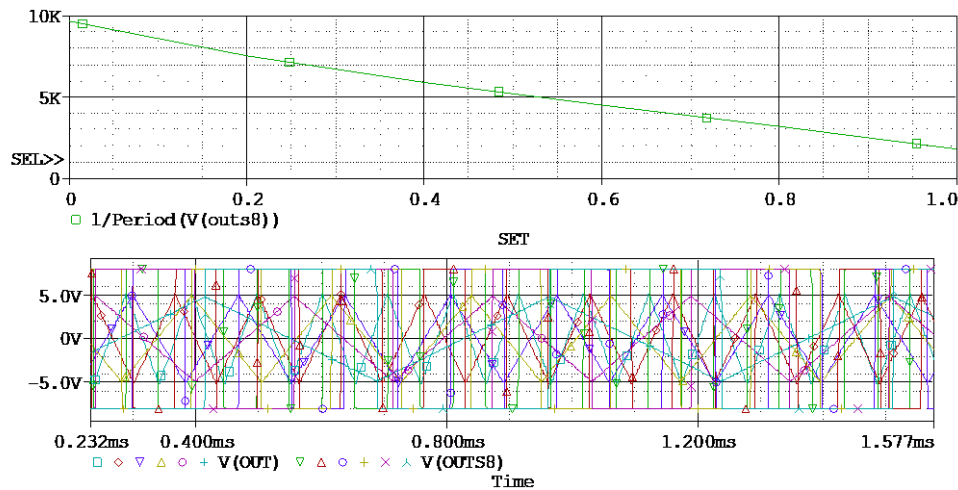 10K
5K
SEL>>
0
0 0.2 0.4 0.6 0.8 1.0
1/Period(V(outs8))
SET
5.0V
0V
-5.0V
0.232ms 0.400ms 0.800ms 1.200ms 1.577ms
V(OUT) V(OUTS8)
Time